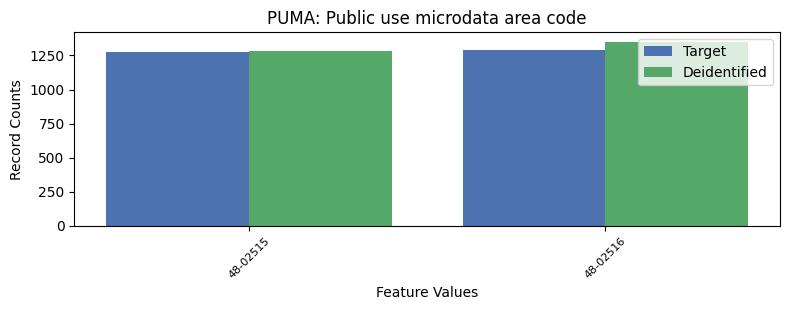 PUMA: Public use microdata area code
Record Counts
1250
1000
750
500
250
0
Target
Deidentified
48-02515
48-02516
Feature Values